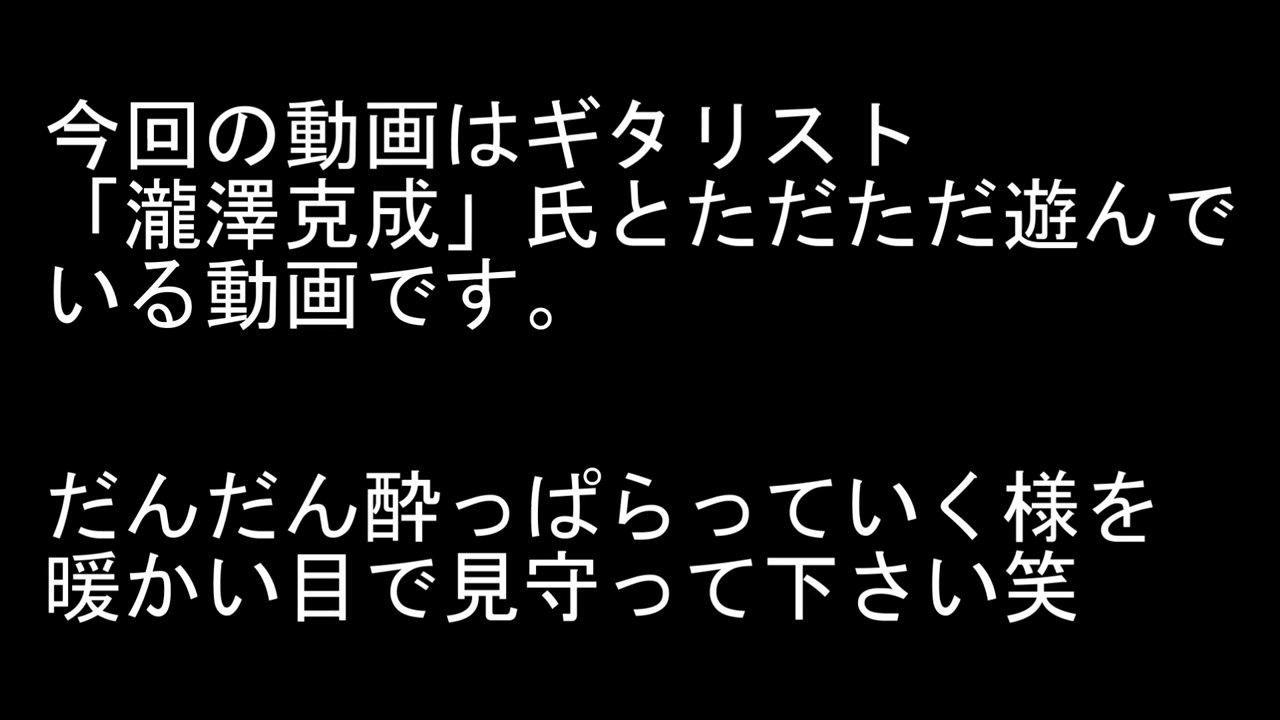 今回の動画はギタリスト
「瀧澤克成」氏とただただ遊んで
いる動画です。
だんだん酔っぱらっていく様を
暖かい目で見守って下さい笑